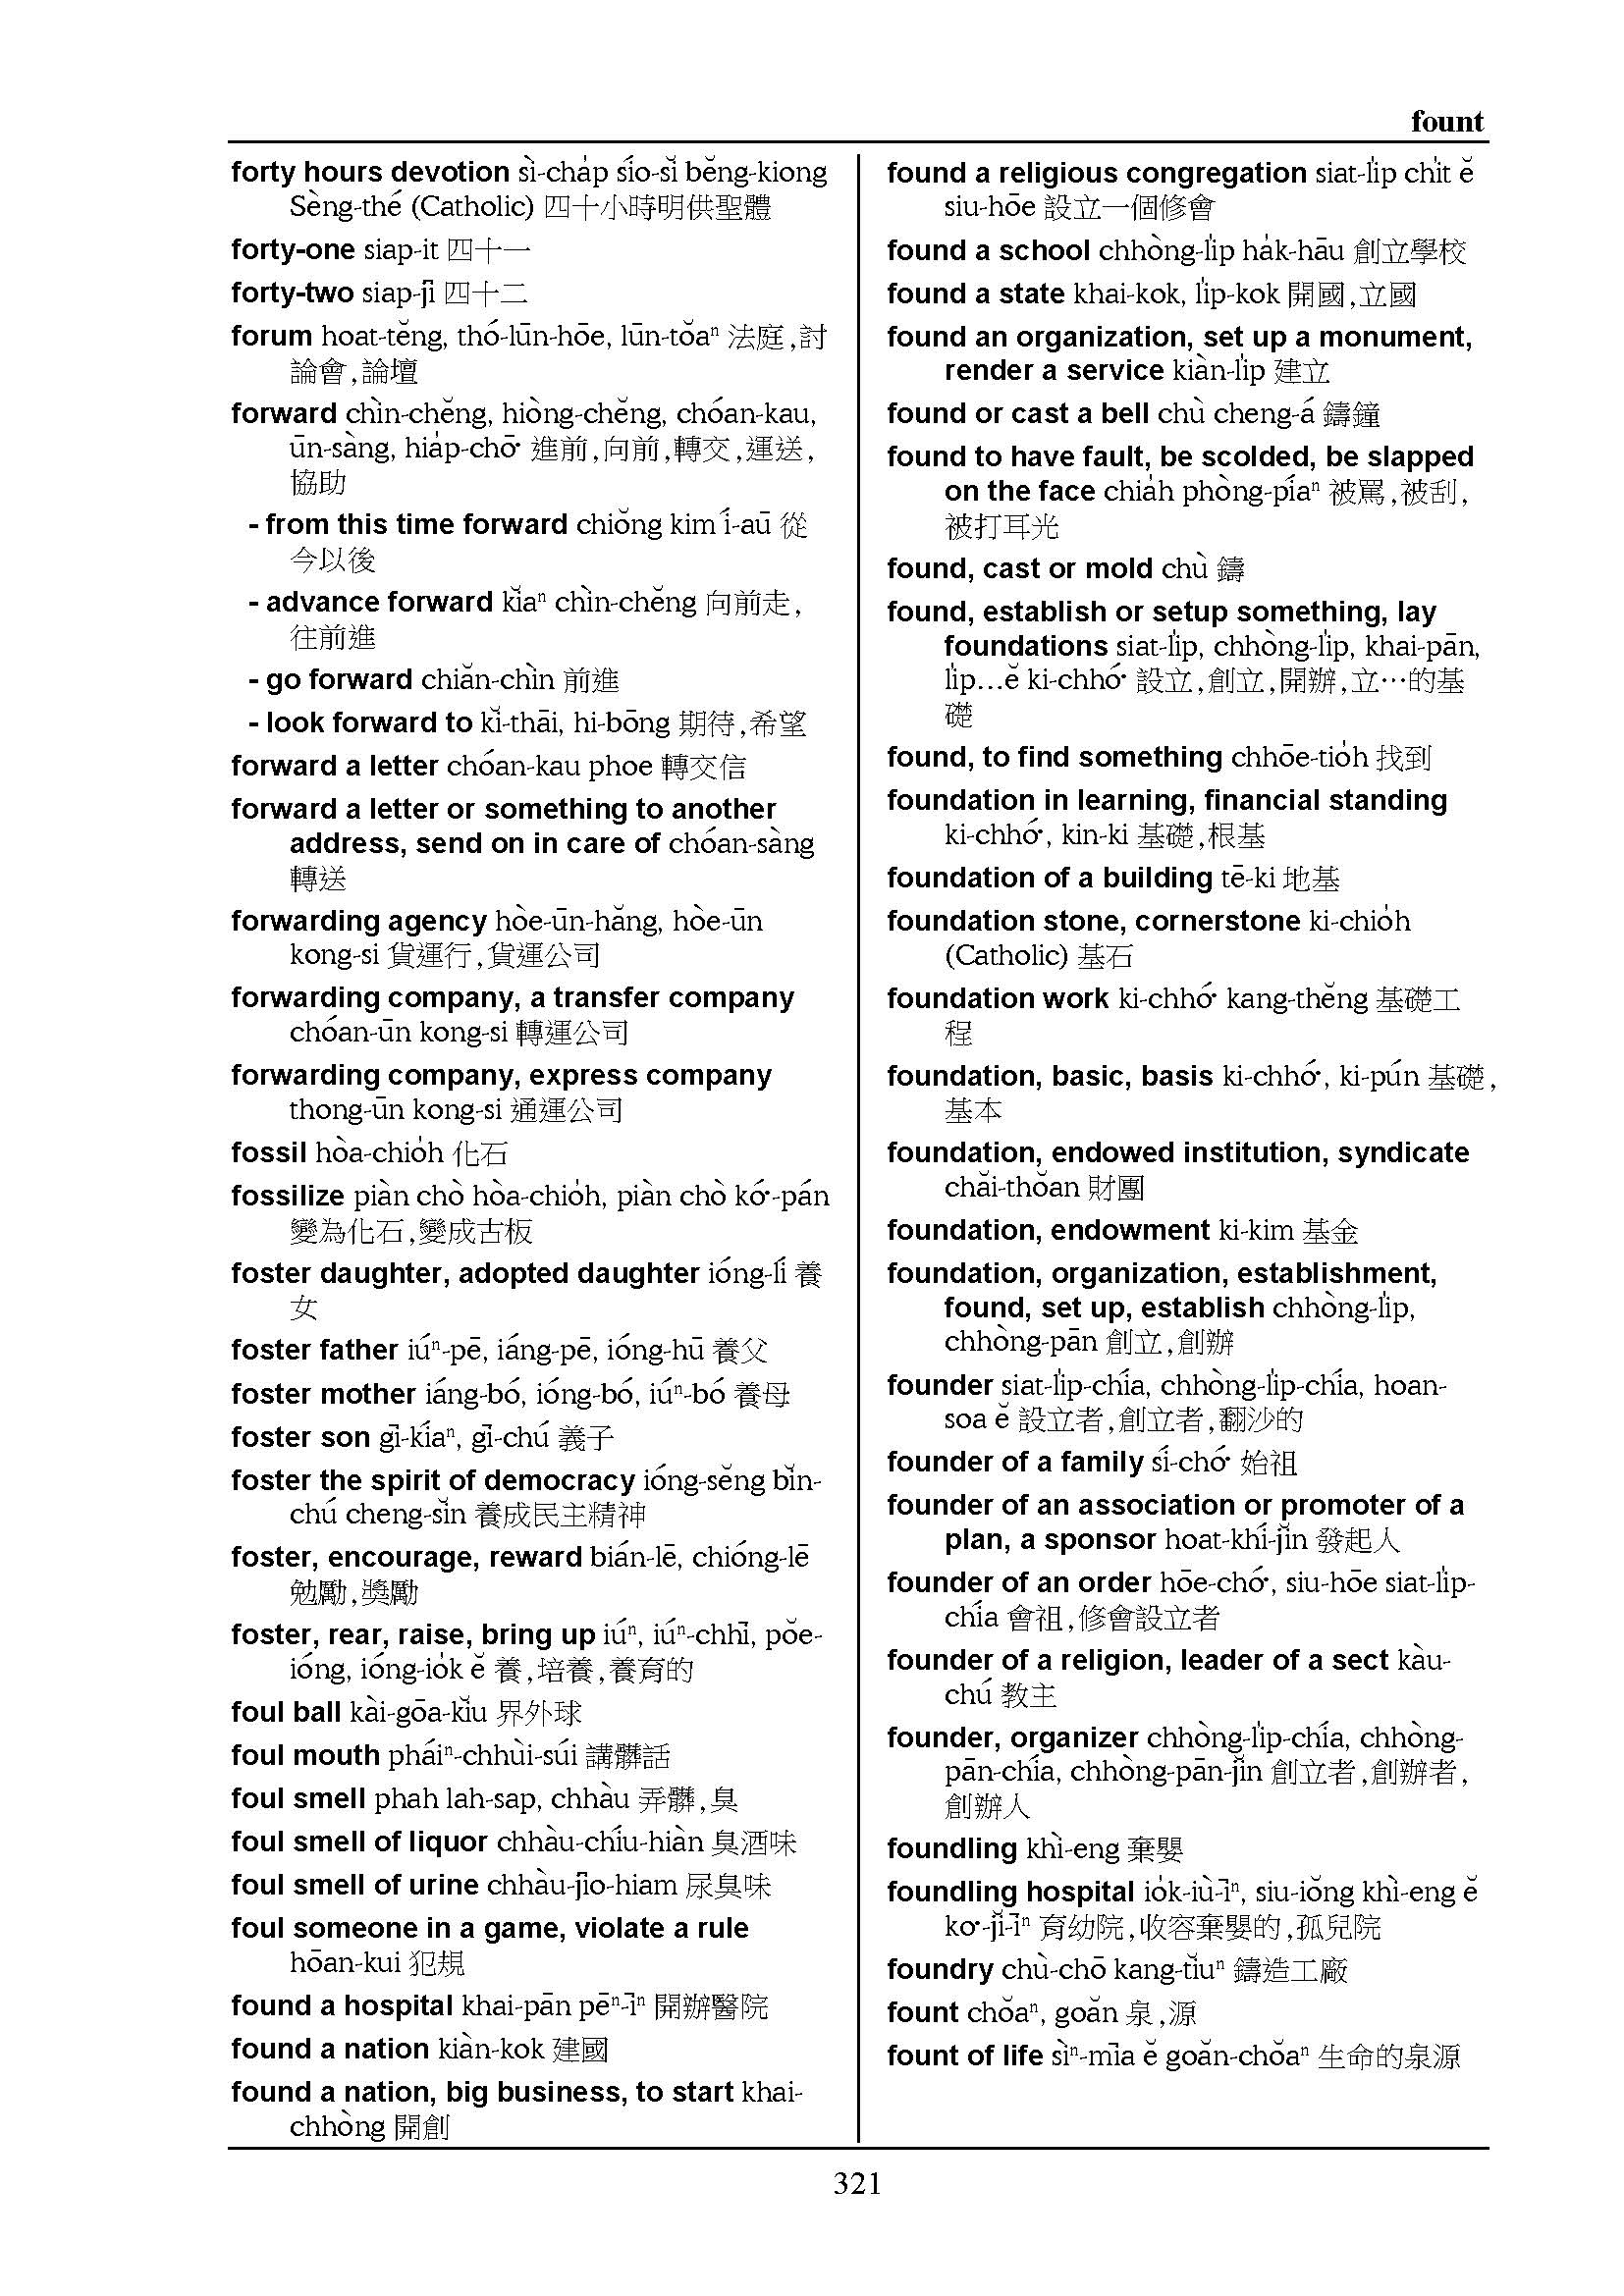 fount
forty hours devotion sì-cha̍p sío-sĭ bĕng-kiong
Sèng-thé (Catholic) 四十小時明供聖體
forty-one siap-it 四十一
forty-two siap-jī 四十二
forum hoat-tĕng, thó-lūn-hōe, lūn-tŏaⁿ 法庭,討
論會,論壇
forward chìn-chĕng, hiòng-chĕng, chóan-kau,
ūn-sàng, hia̍p-chō͘ 進前,向前,轉交,運送,
協助
- from this time forward chiŏng kim í-aū 從
今以後
- advance forward kĭaⁿ chìn-chĕng 向前走,
往前進
- go forward chiăn-chìn 前進
- look forward to kĭ-thāi, hi-bōng 期待,希望
forward a letter chóan-kau phoe 轉交信
forward a letter or something to another
address, send on in care of chóan-sàng
轉送
forwarding agency hòe-ūn-hăng, hòe-ūn
kong-si 貨運行,貨運公司
forwarding company, a transfer company
chóan-ūn kong-si 轉運公司
forwarding company, express company
thong-ūn kong-si 通運公司
fossil hòa-chio̍h 化石
fossilize piàn chò hòa-chio̍h, piàn chò kó͘-pán
變為化石,變成古板
foster daughter, adopted daughter ióng-lí 養
女
foster father iúⁿ-pē, iáng-pē, ióng-hū 養父
foster mother iáng-bó, ióng-bó, iúⁿ-bó 養母
foster son gī-kíaⁿ, gī-chú 義子
foster the spirit of democracy ióng-sĕng bĭn-
chú cheng-sĭn 養成民主精神
foster, encourage, reward bián-lē, chióng-lē
勉勵,獎勵
foster, rear, raise, bring up iúⁿ, iúⁿ-chhī, pŏe-
ióng, ióng-io̍k ĕ 養,培養,養育的
foul ball kài-gōa-kĭu 界外球
foul mouth pháiⁿ-chhùi-súi 講髒話
foul smell phah lah-sap, chhàu 弄髒,臭
foul smell of liquor chhàu-chíu-hiàn 臭酒味
foul smell of urine chhàu-jīo-hiam 尿臭味
foul someone in a game, violate a rule
hōan-kui 犯規
found a hospital khai-pān pēⁿ-īⁿ 開辦醫院
found a nation kiàn-kok 建國
found a nation, big business, to start khai-
chhòng 開創
found a religious congregation siat-li̍p chi̍t ĕ
siu-hōe 設立一個修會
found a school chhòng-li̍p ha̍k-hāu 創立學校
found a state khai-kok, li̍p-kok 開國,立國
found an organization, set up a monument,
render a service kiàn-li̍p 建立
found or cast a bell chù cheng-á 鑄鐘
found to have fault, be scolded, be slapped
on the face chia̍h phòng-píaⁿ 被罵,被刮,
被打耳光
found, cast or mold chù 鑄
found, establish or setup something, lay
foundations siat-li̍p, chhòng-li̍p, khai-pān,
li̍p…ĕ ki-chhó͘ 設立,創立,開辦,立…的基
礎
found, to find something chhōe-tio̍h 找到
foundation in learning, financial standing
ki-chhó͘, kin-ki 基礎,根基
foundation of a building tē-ki 地基
foundation stone, cornerstone ki-chio̍h
(Catholic) 基石
foundation work ki-chhó͘ kang-thĕng 基礎工
程
foundation, basic, basis ki-chhó͘, ki-pún 基礎,
基本
foundation, endowed institution, syndicate
chăi-thŏan 財團
foundation, endowment ki-kim 基金
foundation, organization, establishment,
found, set up, establish chhòng-li̍p,
chhòng-pān 創立,創辦
founder siat-li̍p-chía, chhòng-li̍p-chía, hoan-
soa ĕ 設立者,創立者,翻沙的
founder of a family sí-chó͘ 始祖
founder of an association or promoter of a
plan, a sponsor hoat-khí-jĭn 發起人
founder of an order hōe-chó͘, siu-hōe siat-li̍p-
chía 會祖,修會設立者
founder of a religion, leader of a sect kàu-
chú 教主
founder, organizer chhòng-li̍p-chía, chhòng-
pān-chía, chhòng-pān-jĭn 創立者,創辦者,
創辦人
foundling khì-eng 棄嬰
foundling hospital io̍k-iù-īⁿ, siu-iŏng khì-eng ĕ
ko͘-jĭ-īⁿ 育幼院,收容棄嬰的,孤兒院
foundry chù-chō kang-tĭuⁿ 鑄造工廠
fount chŏaⁿ, goăn 泉,源
fount of life sìⁿ-mīa ĕ goăn-chŏaⁿ 生命的泉源
321